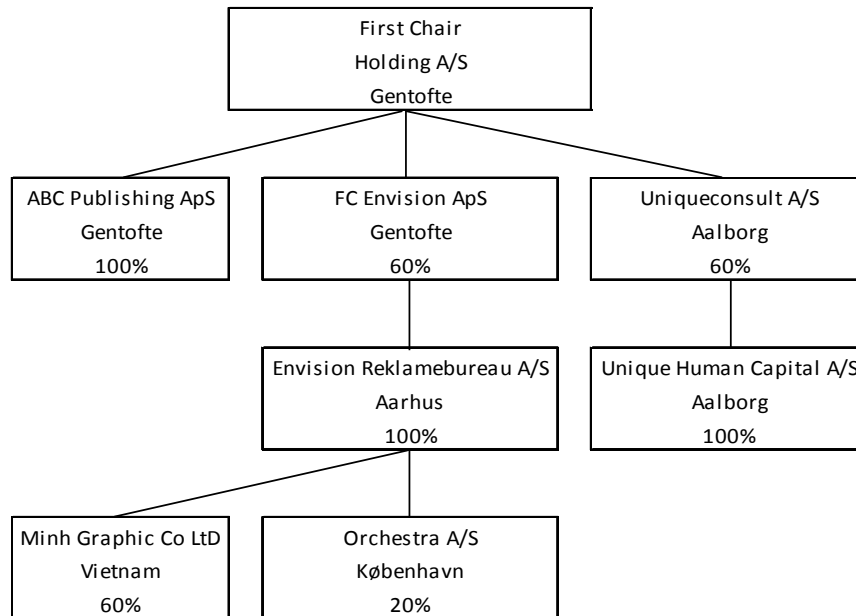 First Chair
Holding A/S
Gentofte
ABC Publishing ApS
Gentofte
100%
FC Envision ApS
Gentofte
60%
Uniqueconsult A/S
Aalborg
60%
Envision Reklamebureau A/S
Aarhus
100%
Unique Human Capital A/S
Aalborg
100%
Minh Graphic Co LtD
Vietnam
60%
Orchestra A/S
København
20%